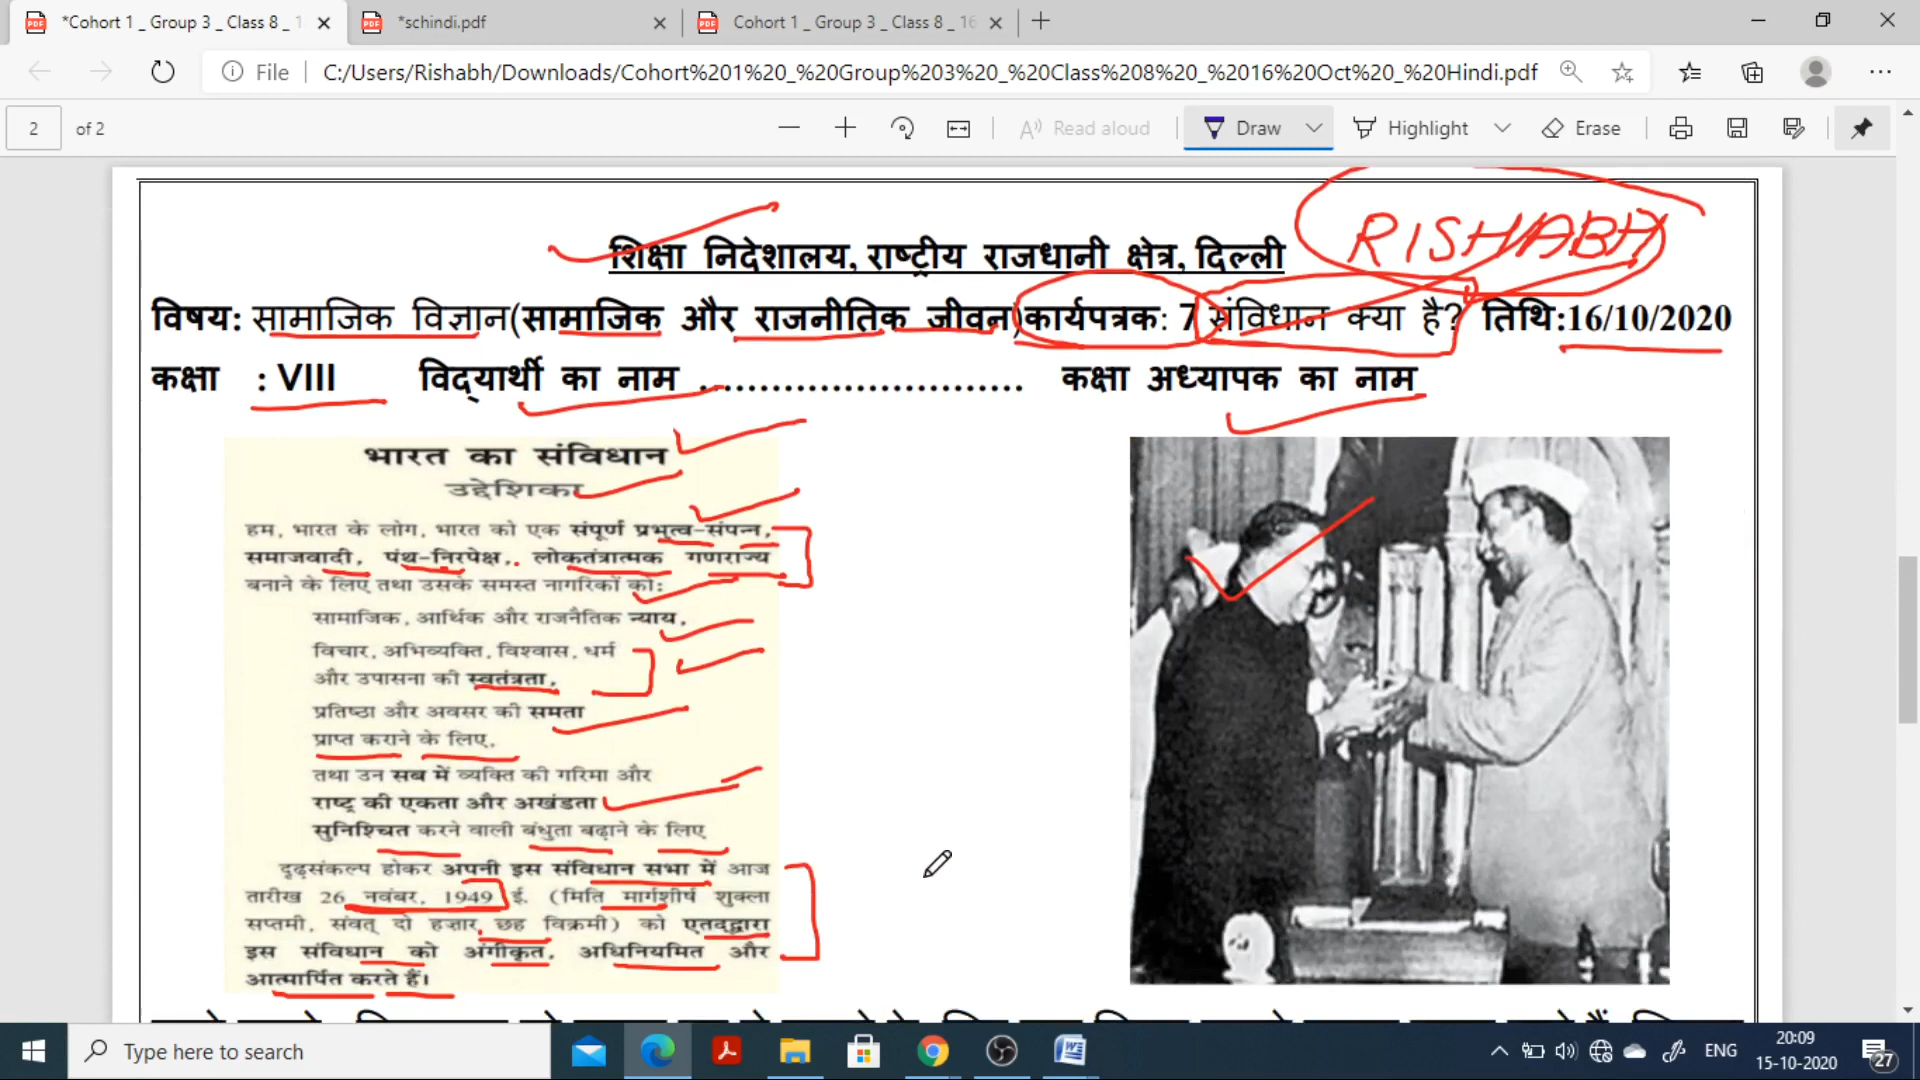 *Cohort 1 _ Group 3 _ Class 8 _ 1
*schindi.pdf
Cohort 1 _ Group 3 _ Class 8 _ 16
File
C:/Users/Rishabh/Downloads/Cohort%201%20_%20Group%203%20_%20Class%208%20_%2016%20Oct%20_%20Hindi.pdf
2 of 2
Read aloud
Draw
Highlight
Erase
RISHABH
शिक्षा निदेशालय, राष्ट्रीय राजधानी क्षेत्र, दिल्ली
विषय: सामाजिक विज्ञान(सामाजिक और राजनीतिक जीवन)कार्यपत्रक: 7 संविधान क्या है? तिथि:16/10/2020
कक्षा : VIII विद्यार्थी का नाम ............................ कक्षा अध्यापक का नाम
भारत का संविधान
उद्देशिका
हम, भारत के लोग, भारत को एक संपूर्ण प्रभुत्व-संपन्न,
समाजवादी, पंथ-निरपेक्ष, लोकतंत्रात्मक गणराज्य
बनाने के लिए तथा उसके समस्त नागरिकों को:
सामाजिक, आर्थिक और राजनैतिक न्याय,
विचार, अभिव्यक्ति, विश्वास, धर्म
और उपासना की स्वतंत्रता,
प्रतिष्ठा और अवसर की समता
प्राप्त कराने के लिए,
तथा उन सब में व्यक्ति की गरिमा और
राष्ट्र की एकता और अखंडता
सुनिश्चित करने वाली बंधुता बढ़ाने के लिए
दृढ़संकल्प होकर अपनी इस संविधान सभा में आज
तारीख 26 नवंबर, 1949 ई. (मिति मार्गशीर्ष शुक्ला
सप्तमी, संवत् दो हज़ार छह विक्रमी) को एतद्द्वारा
इस संविधान को अंगीकृत, अधिनियमित और
आत्मार्पित करते हैं।
Type here to search
ENG
20:09
15-10-2020
27